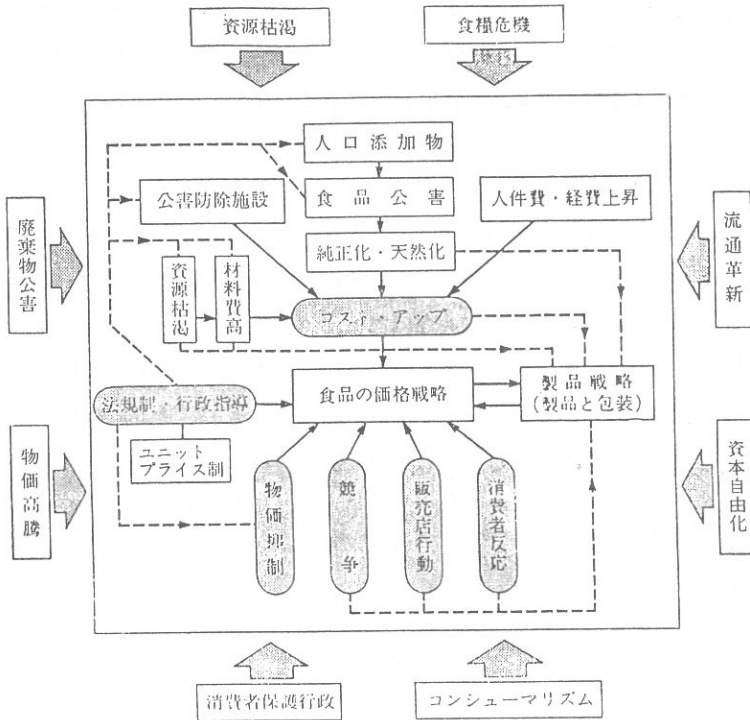 資源枯渇
食糧危機
人口添加物
公害防除施設
食品公害
人件費・経費上昇
廃棄物公害
流通革新
純正化・天然化
資源枯渇
材料費高
コスト・アップ
法規制・行政指導
食品の価格戦略
製品戦略
(製品と包装)
ユニット
プライス制
物価高騰
資本自由化
物価抑制
競争
販売店行動
消費者反応
消費者保護行政
コンシューマリズム